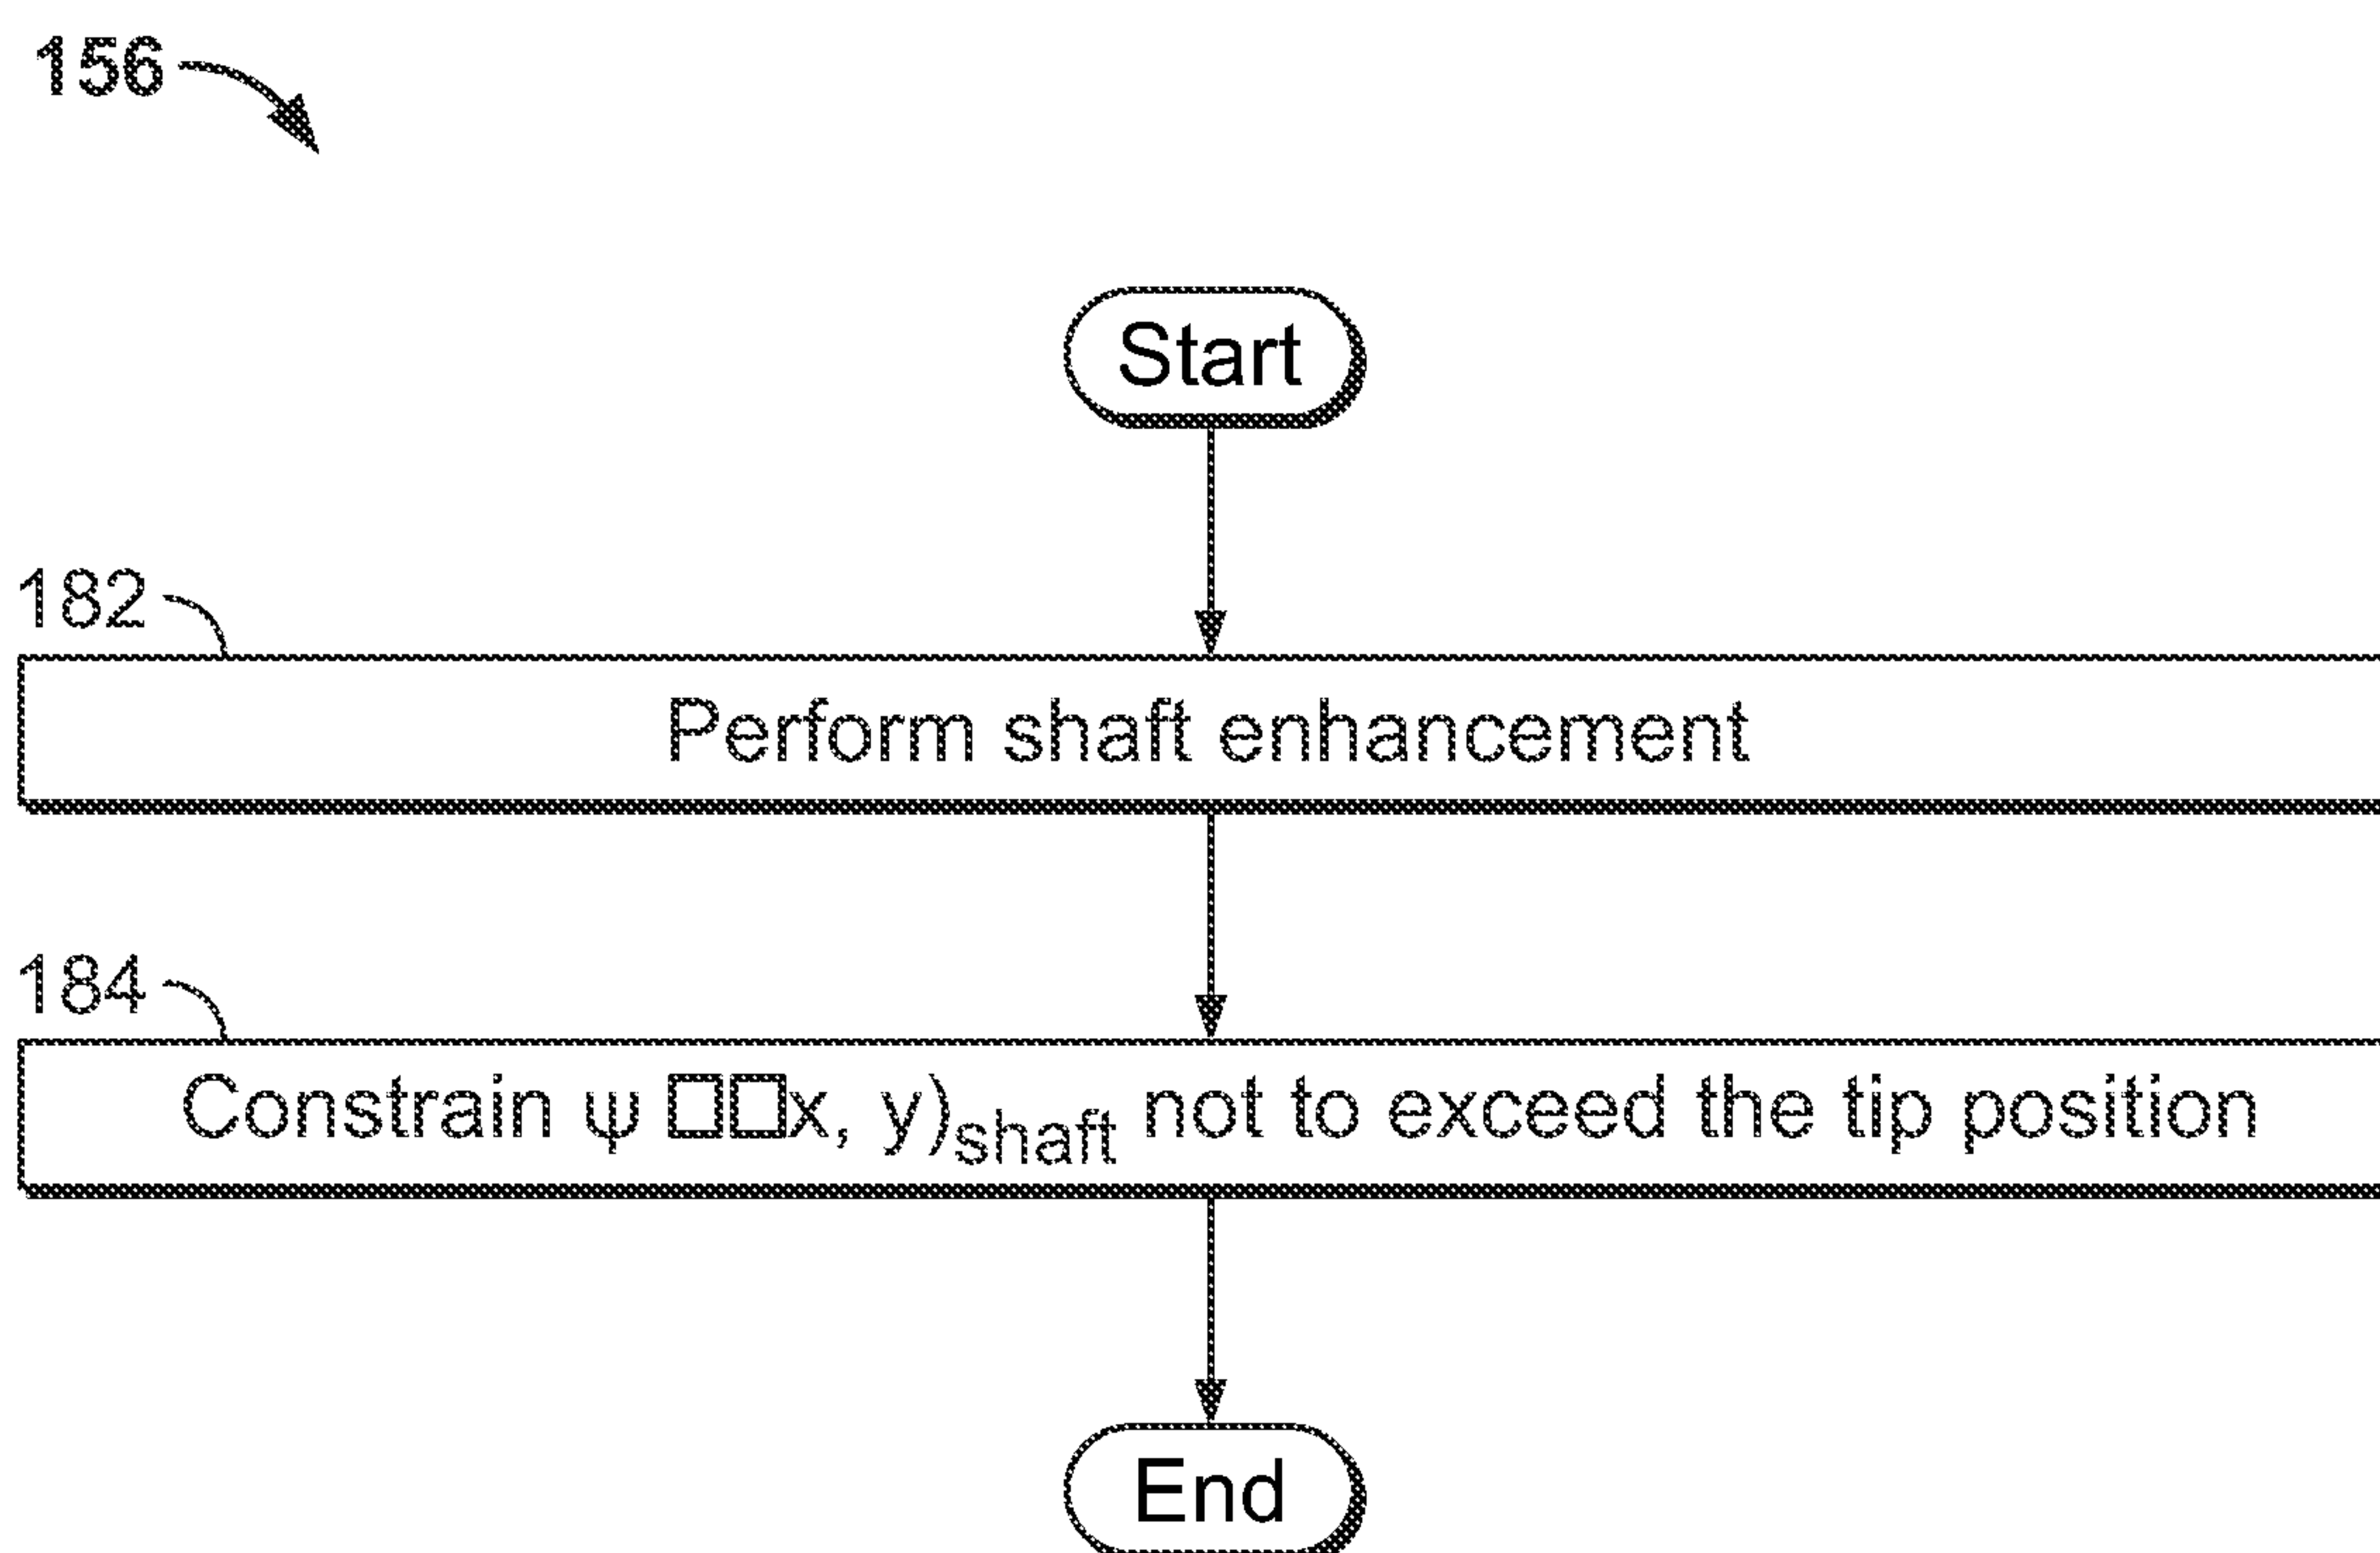 156
Start
182
Perform shaft enhancement
184
Constrain ψ □□x, y)shaft not to exceed the tip position
End